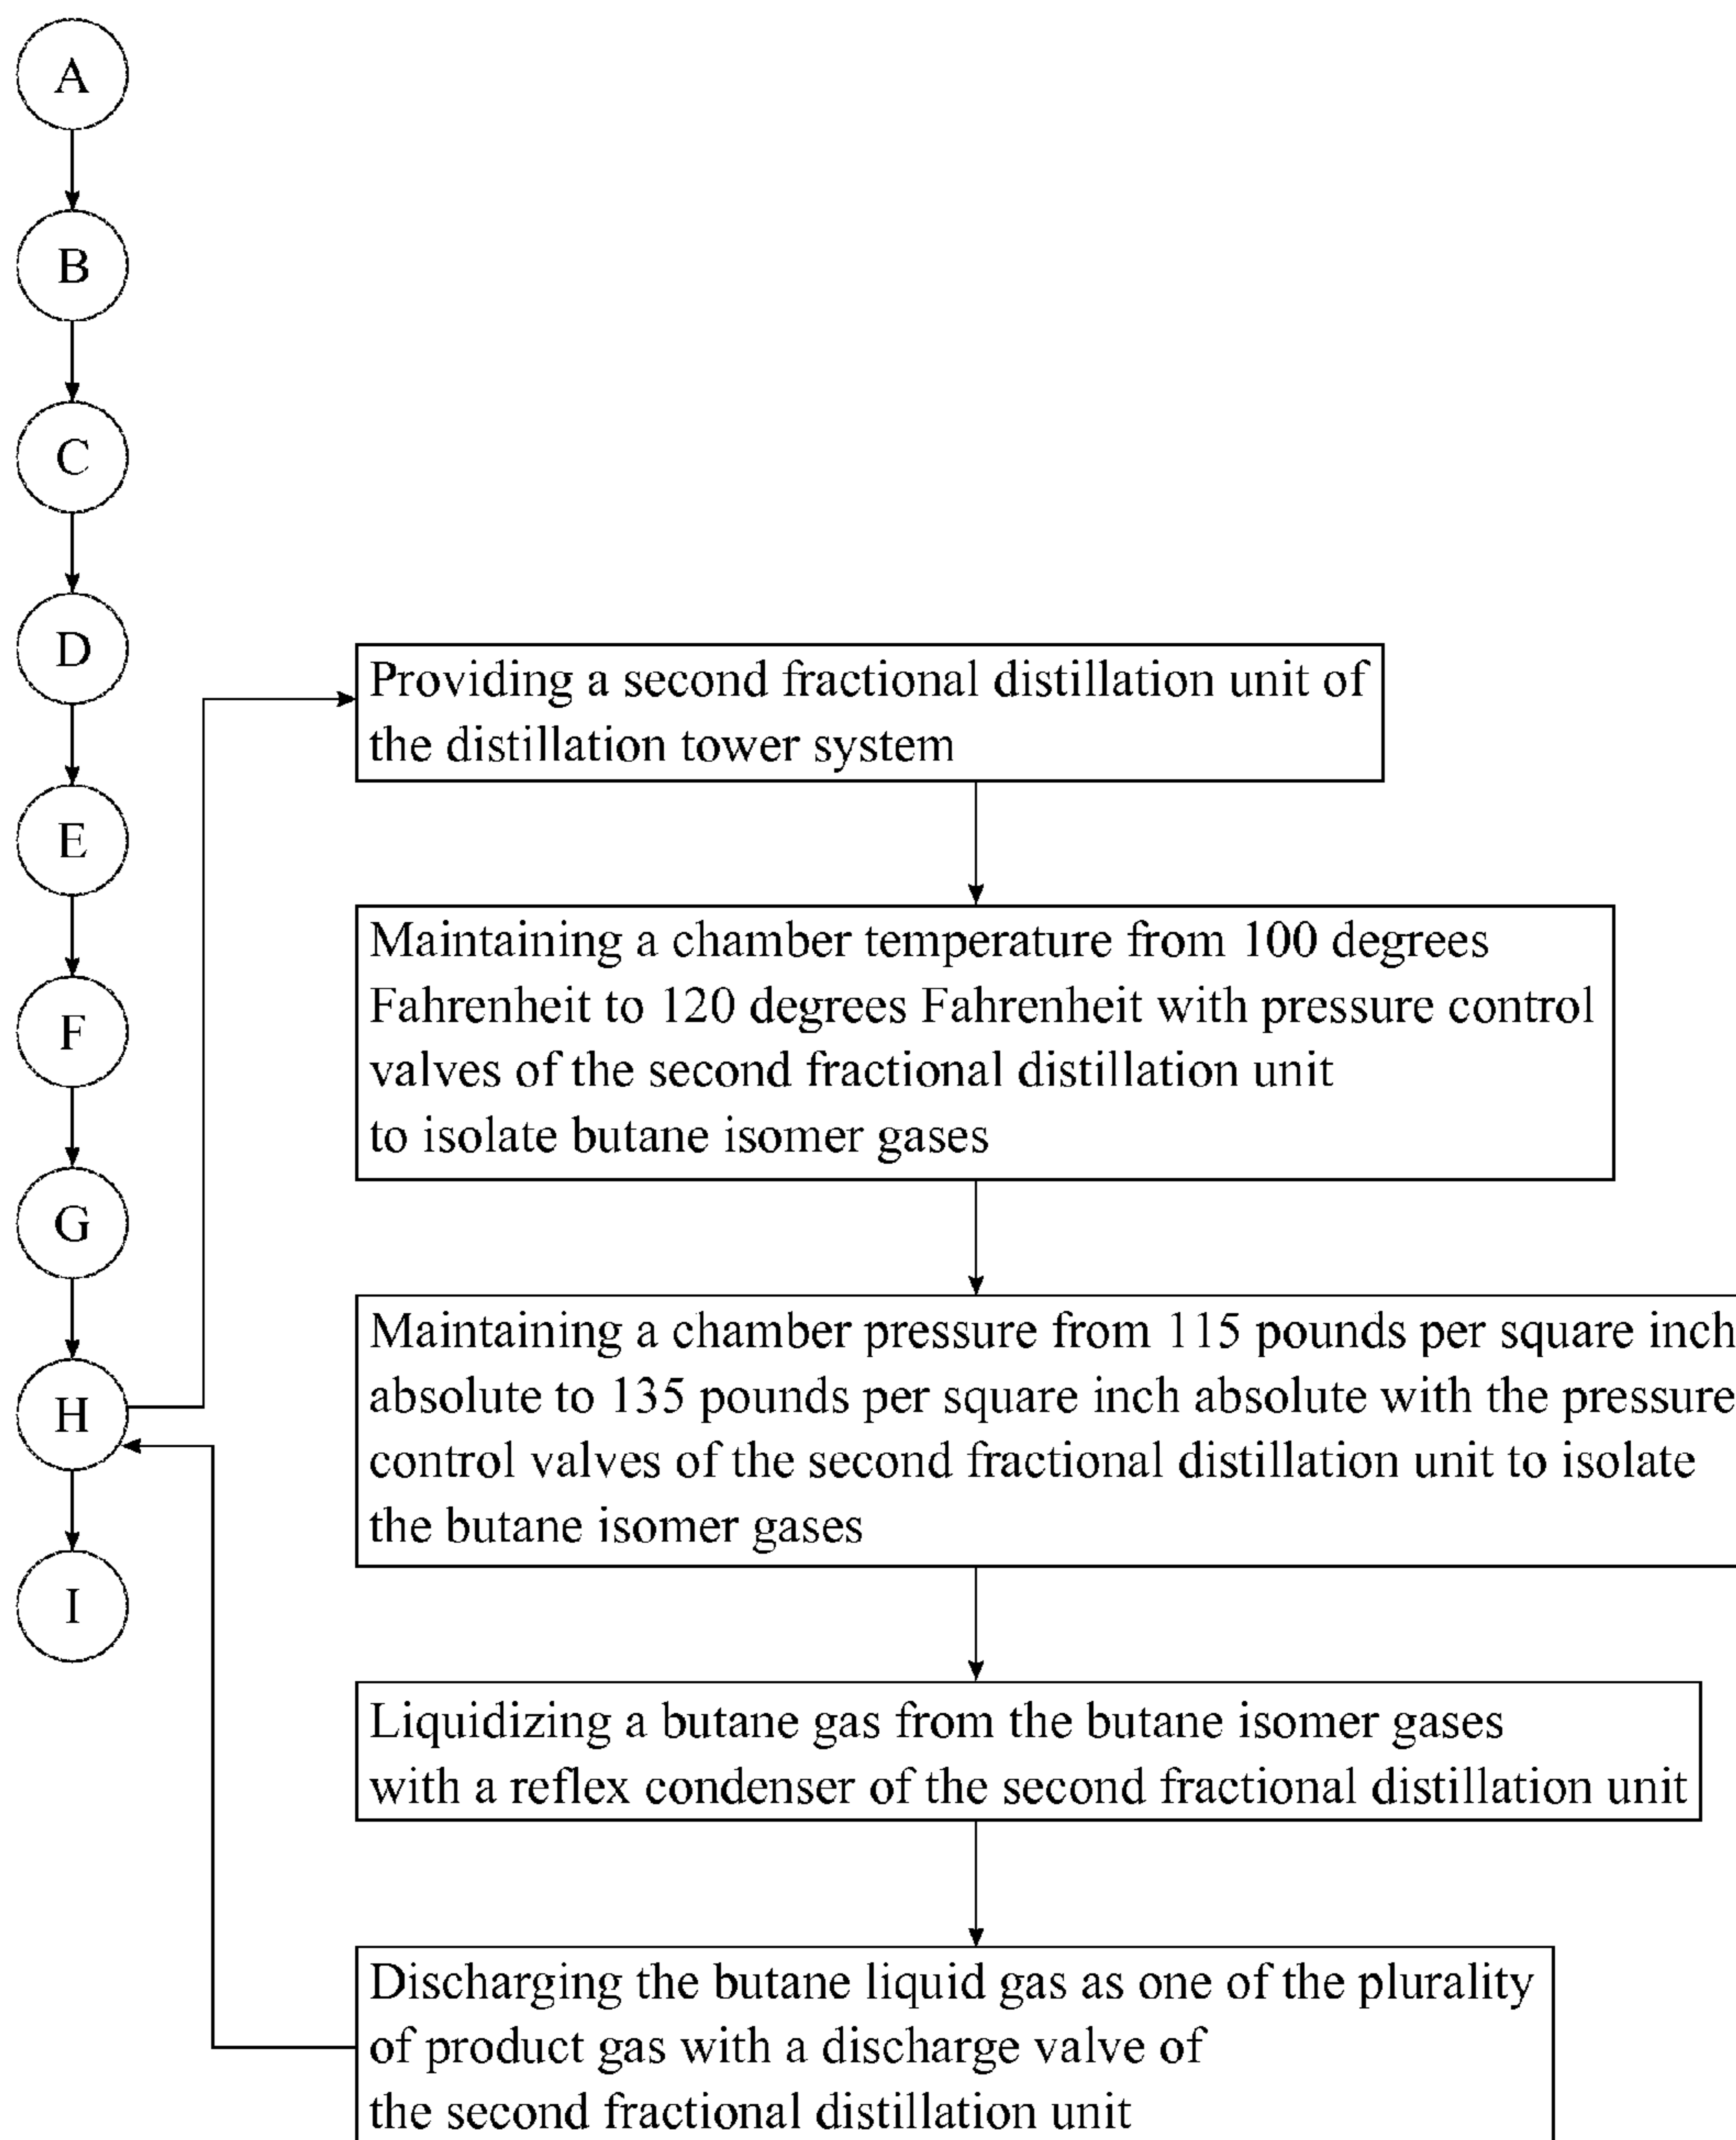 A
B
C
D
E
F
G
H
I
Providing a second fractional distillation unit of
the distillation tower system
Maintaining a chamber temperature from 100 degrees
Fahrenheit to 120 degrees Fahrenheit with pressure control
valves of the second fractional distillation unit
to isolate butane isomer gases
Maintaining a chamber pressure from 115 pounds per square inch
absolute to 135 pounds per square inch absolute with the pressure
control valves of the second fractional distillation unit to isolate
the butane isomer gases
Liquidizing a butane gas from the butane isomer gases
with a reflex condenser of the second fractional distillation unit
Discharging the butane liquid gas as one of the plurality
of product gas with a discharge valve of
the second fractional distillation unit